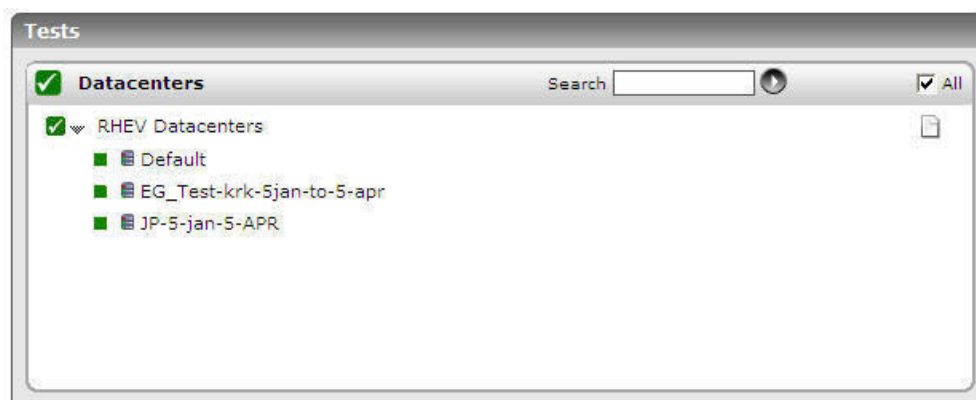 Tests
Datacenters Search All
RHEV Datacenters
Default
EG_Test-krk-5jan-to-5-apr
JP-5-jan-5-APR